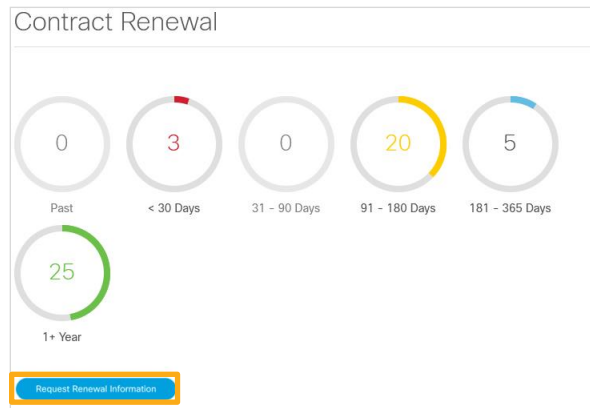 Contract Renewal
0 3 0 20 5
Past < 30 Days 31 - 90 Days 91 - 180 Days 181 - 365 Days
25
1+ Year
Request Renewal Information